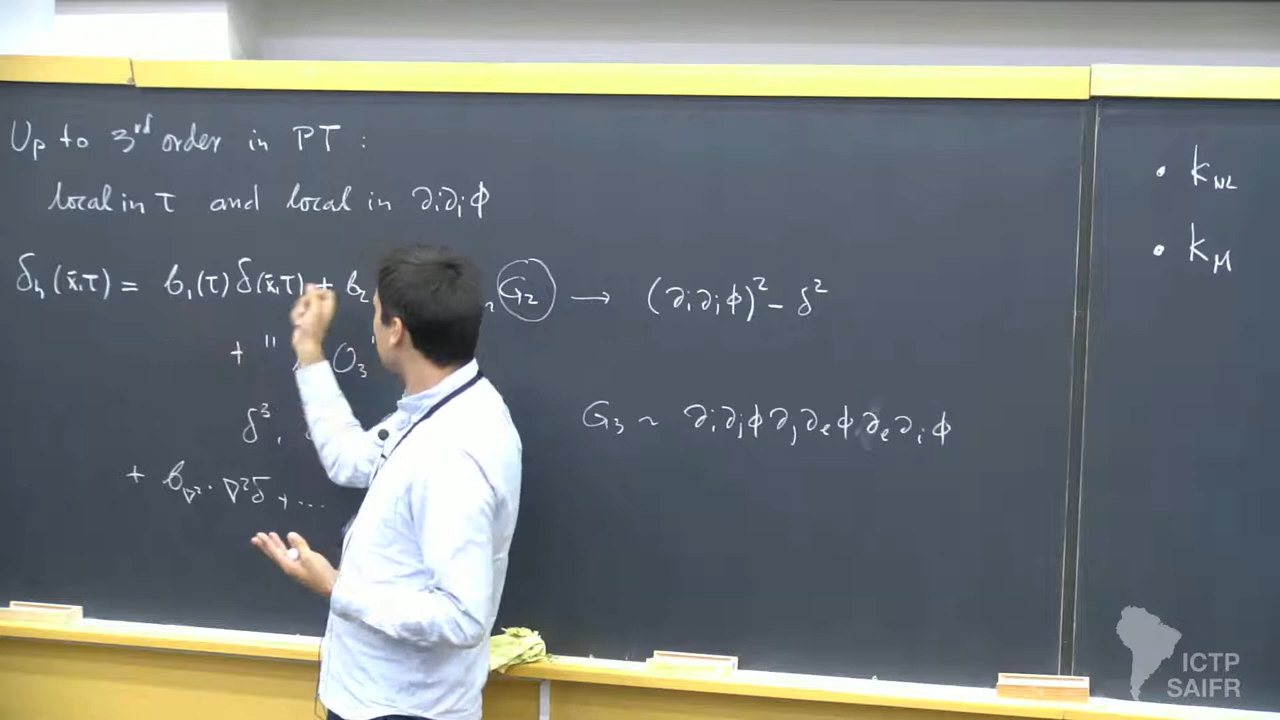 Up to 3rd order in PT :
local in τ and local in ∂i∂jϕ
δh(x̄,τ) = b1(τ) δ(x̄,τ) + b2 G2 → (∂i∂jϕ)² – δ²
+ " O3 "
δ³,
G3 ~ ∂i∂jϕ ∂j∂eϕ ∂e∂iϕ
+ b∇² · ∇²δ + ...
• kNL
• kM
ICTP
SAIFR